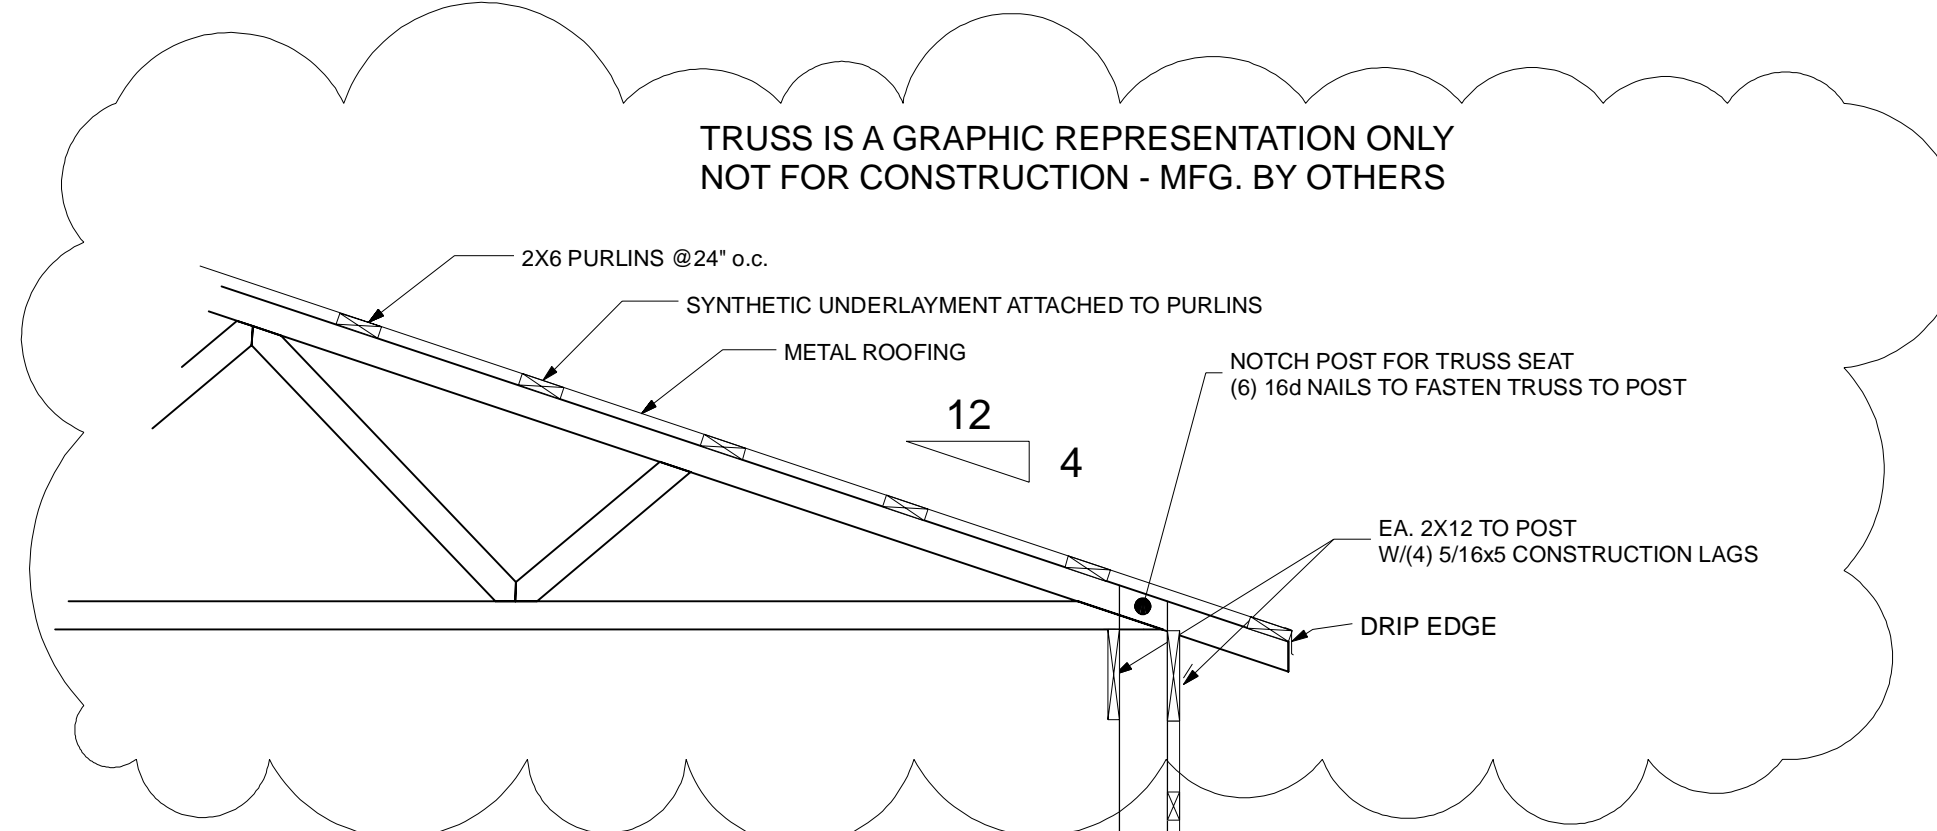 TRUSS IS A GRAPHIC REPRESENTATION ONLY
NOT FOR CONSTRUCTION - MFG. BY OTHERS
2X6 PURLINS @24" o.c.
SYNTHETIC UNDERLAYMENT ATTACHED TO PURLINS
METAL ROOFING
NOTCH POST FOR TRUSS SEAT
(6) 16d NAILS TO FASTEN TRUSS TO POST
12
4
EA. 2X12 TO POST
W/(4) 5/16x5 CONSTRUCTION LAGS
DRIP EDGE